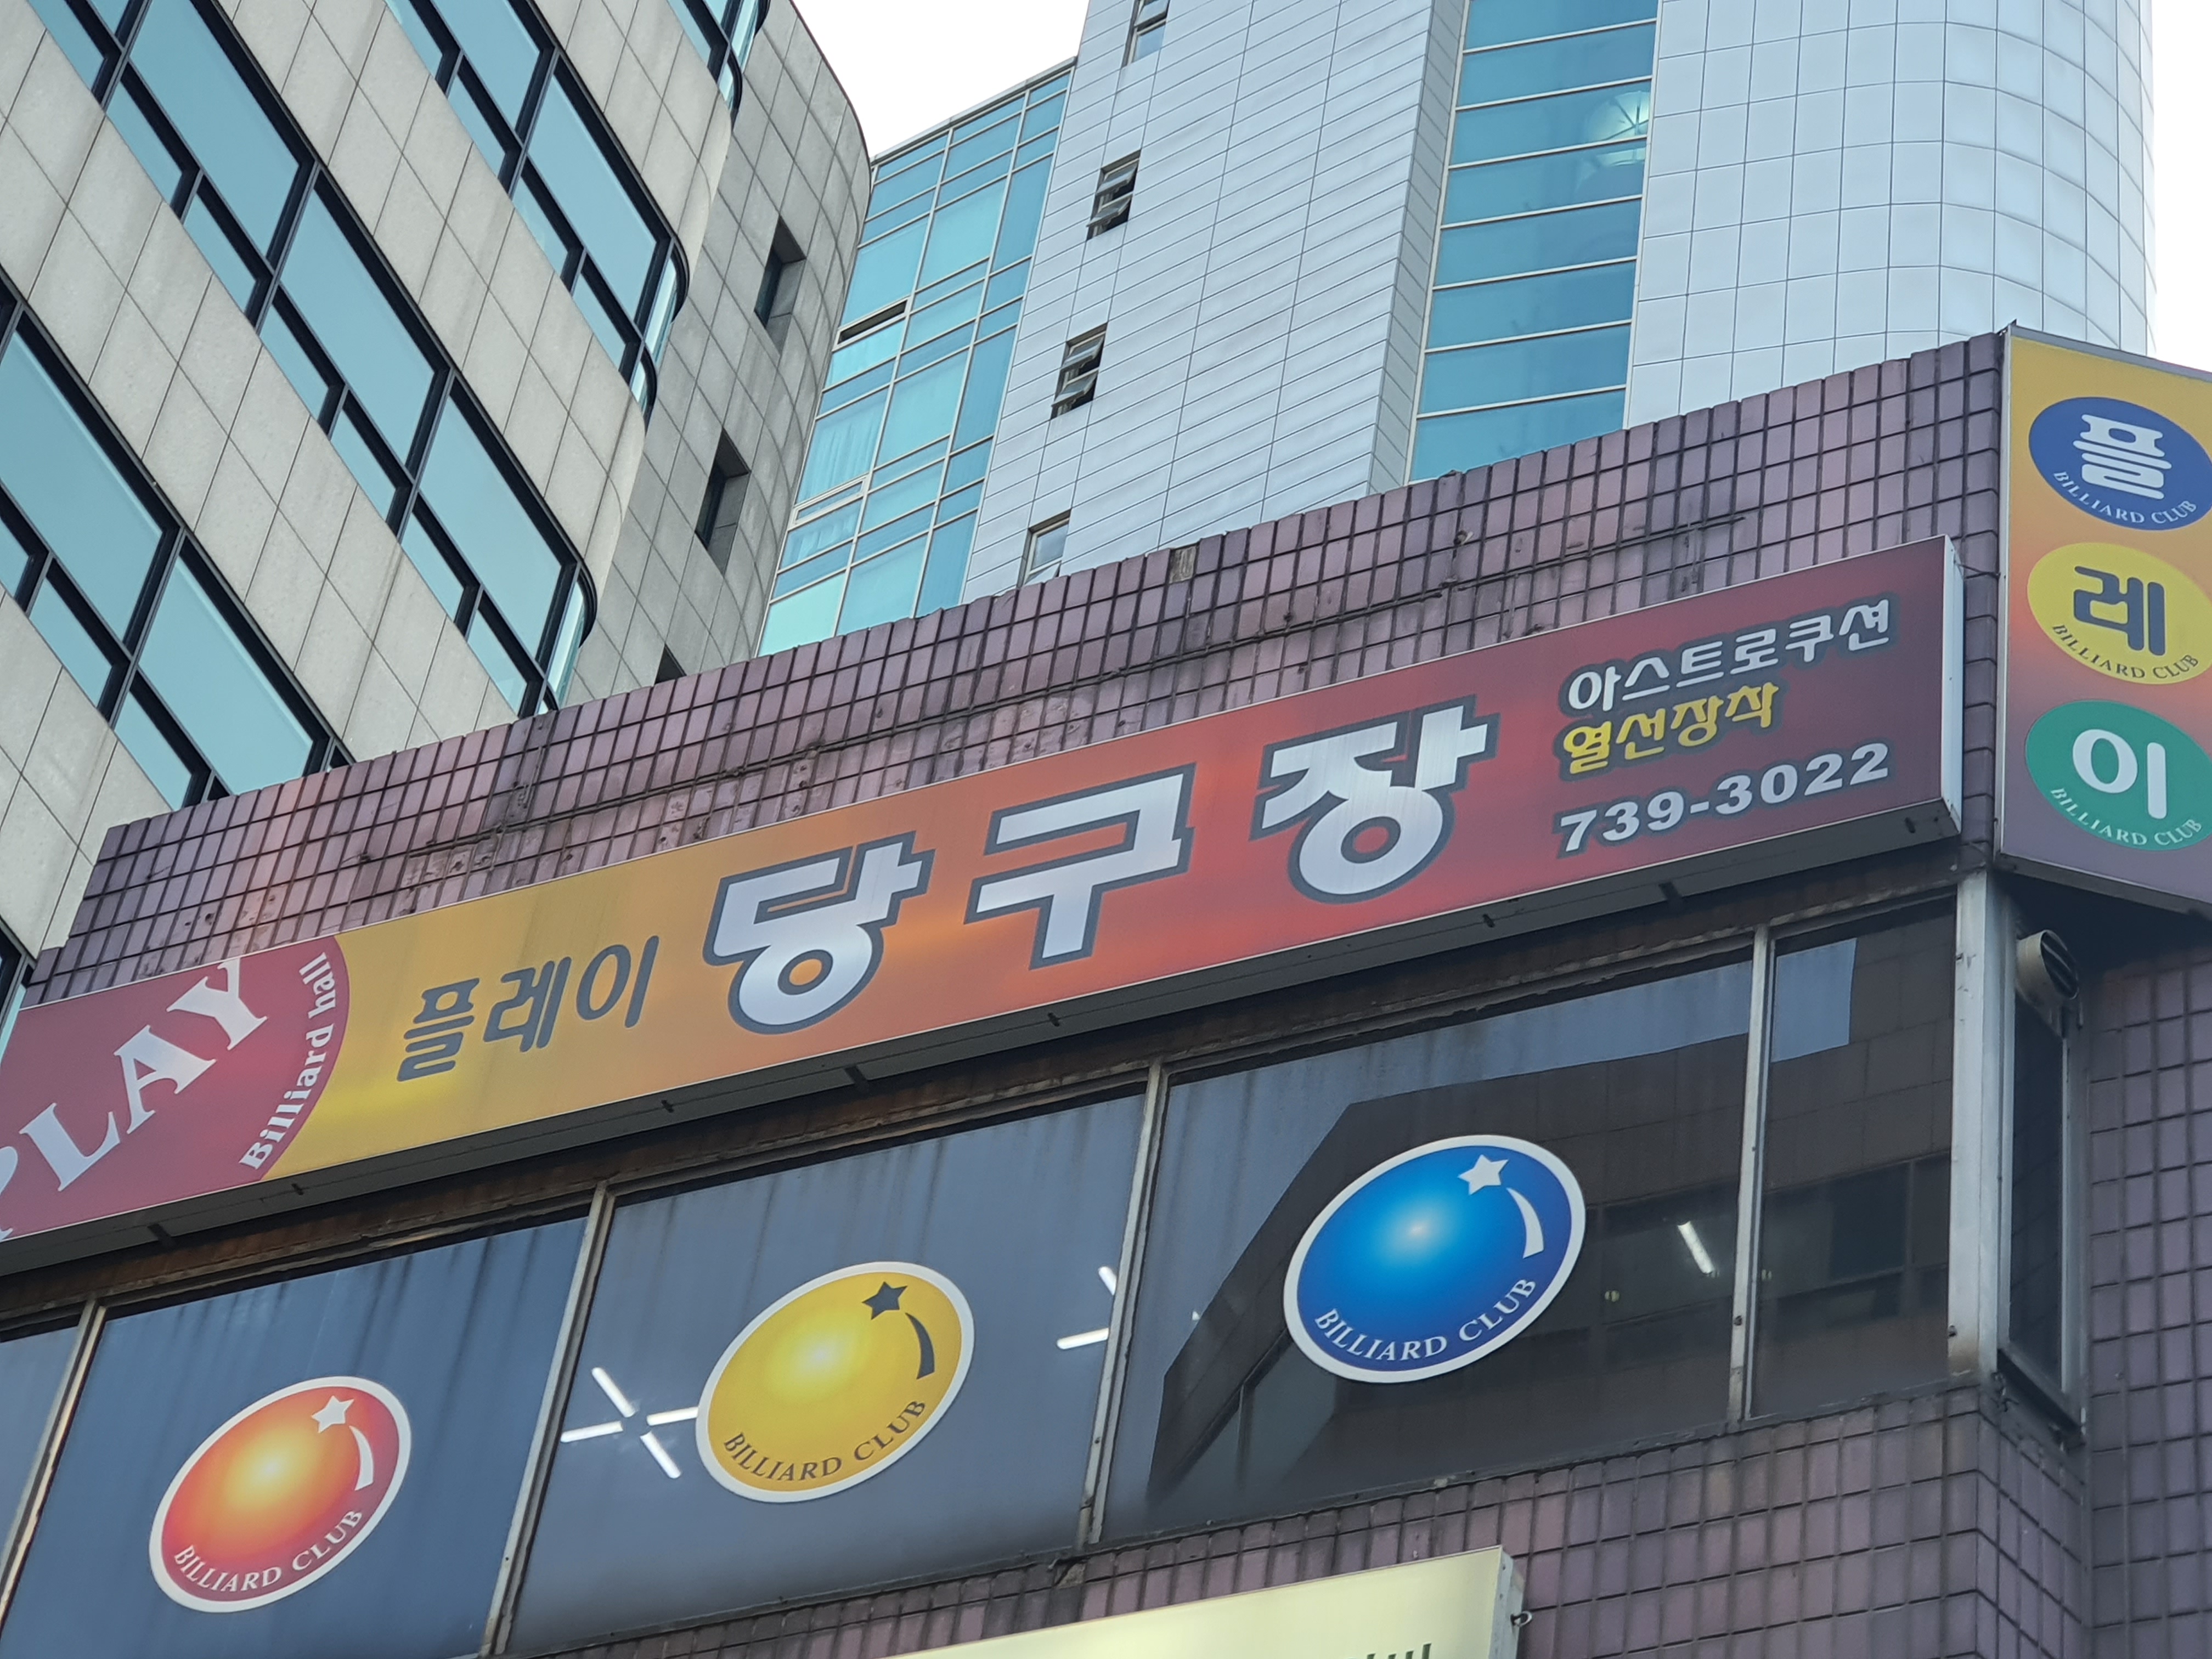 PLAY
Billiard hall
플레이 당구장
아스트로쿠션
열선장착
739-3022
플
BILLIARD CLUB
레
BILLIARD CLUB
이
BILLIARD CLUB
BILLIARD CLUB
BILLIARD CLUB
BILLIARD CLUB